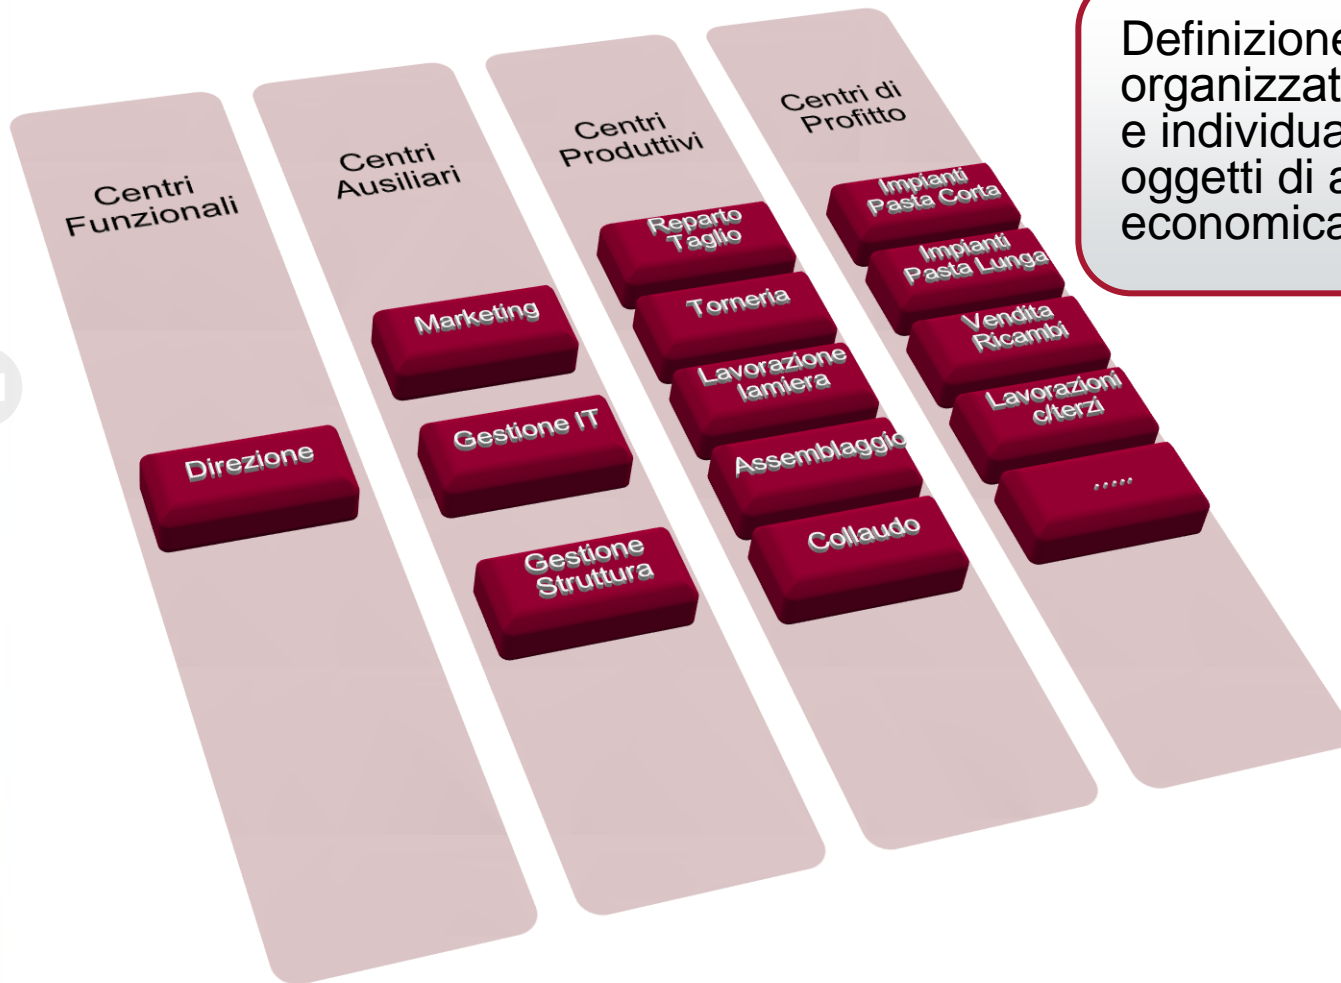 Centri
Funzionali
Direzione
Centri
Ausiliari
Marketing
Gestione IT
Gestione
Struttura
Centri
Produttivi
Reparto
Taglio
Torneria
Lavorazione
lamiera
Assemblaggio
Collaudo
Centri di
Profitto
Impianti
Pasta Corta
Impianti
Pasta Lunga
Vendita
Ricambi
Lavorazioni
c/terzi
.....
Definizione
organizzat
e individua
oggetti di a
economica